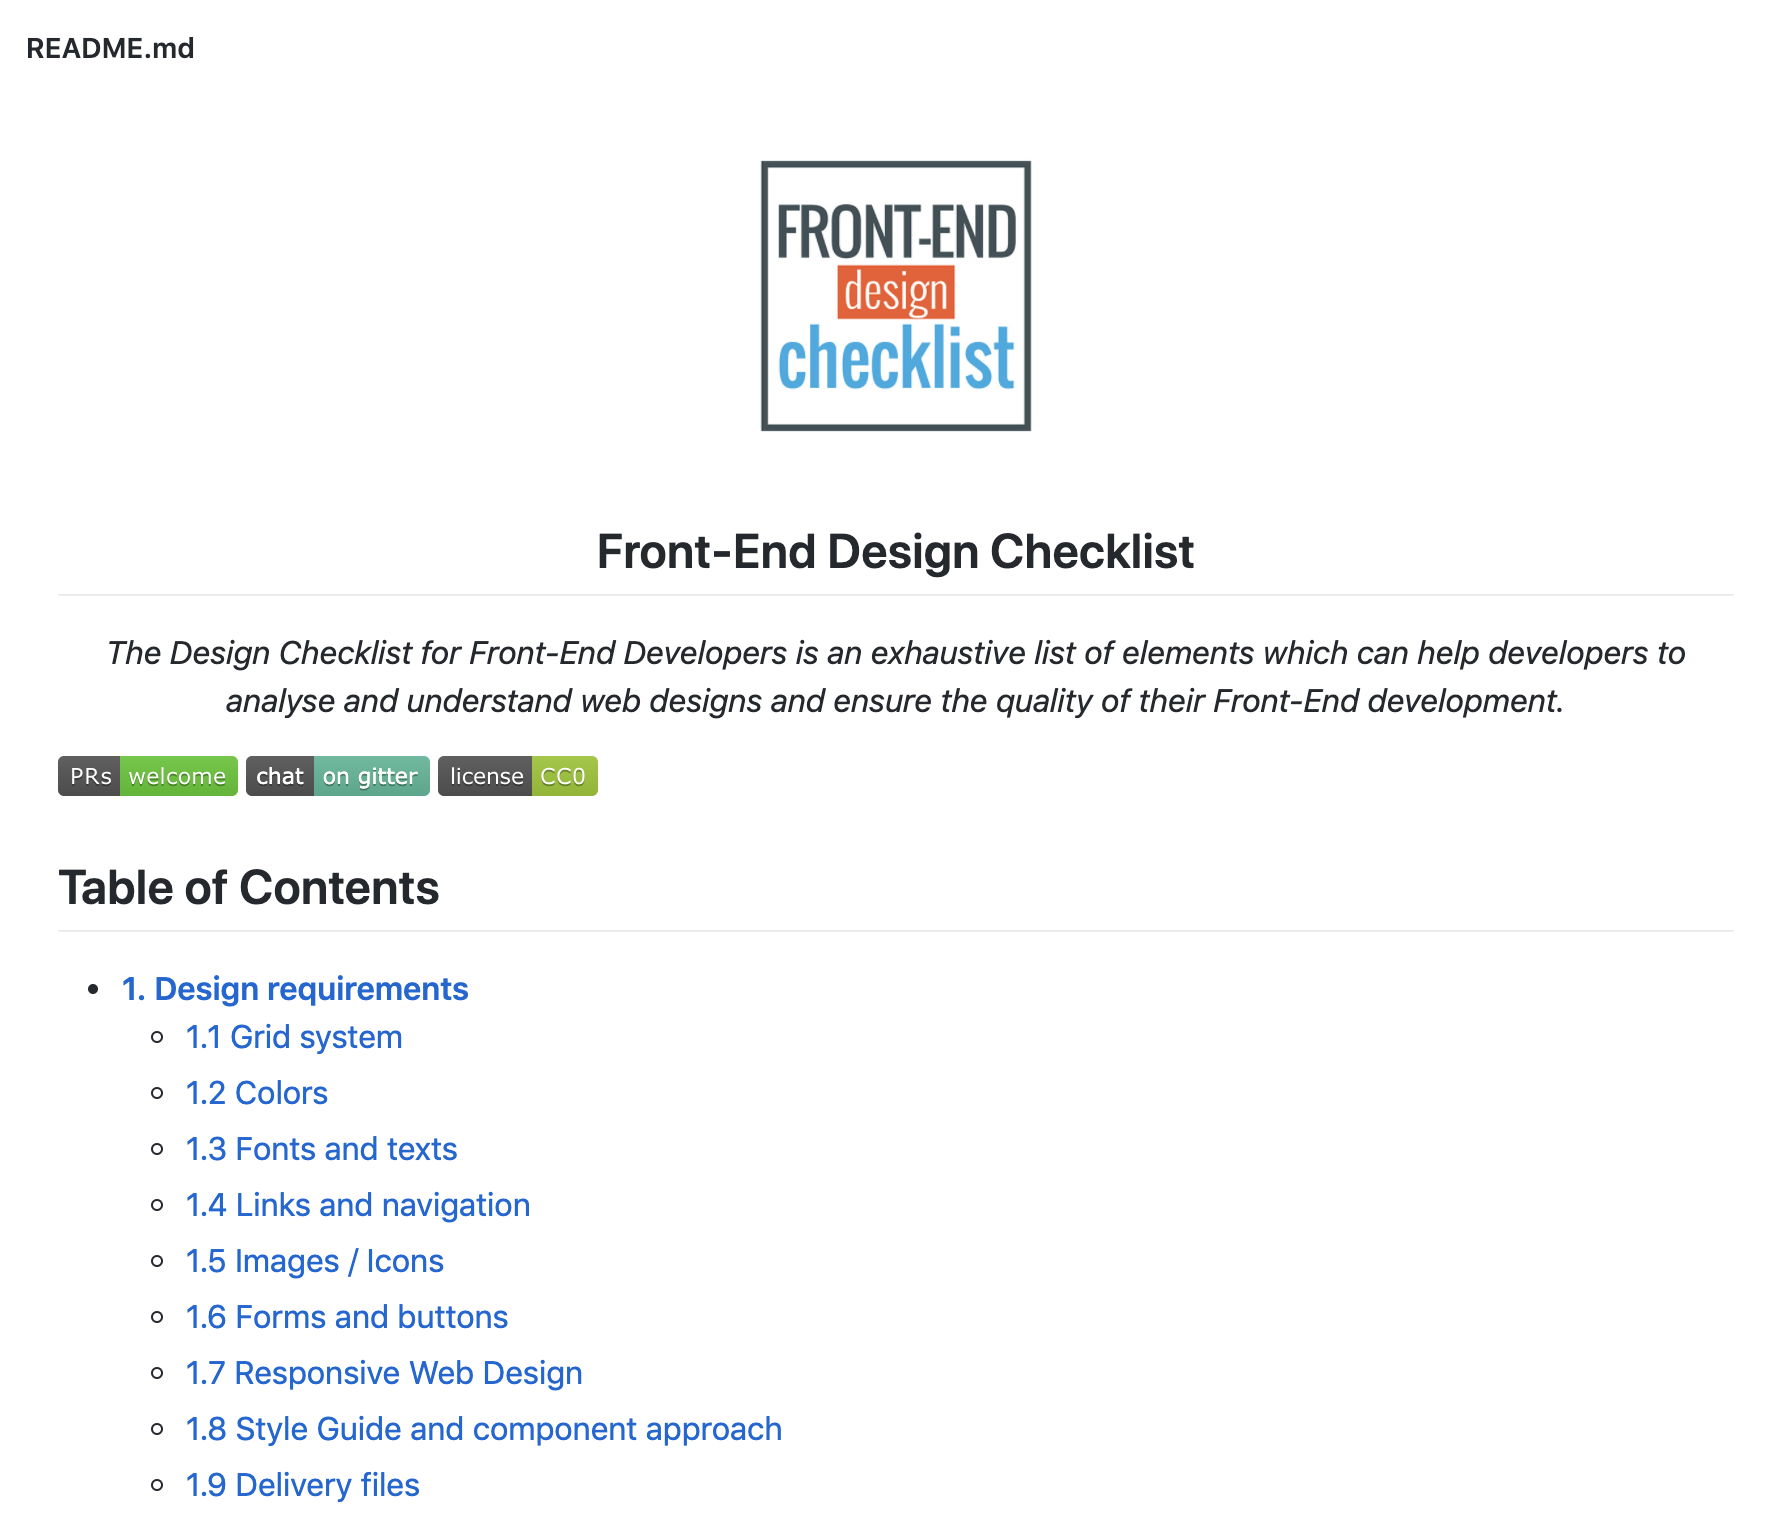 README.md
FRONT-END
design
checklist
Front-End Design Checklist
The Design Checklist for Front-End Developers is an exhaustive list of elements which can help developers to
analyse and understand web designs and ensure the quality of their Front-End development.
PRs welcome chat on gitter license CC0
Table of Contents
1. Design requirements
1.1 Grid system
1.2 Colors
1.3 Fonts and texts
1.4 Links and navigation
1.5 Images / Icons
1.6 Forms and buttons
1.7 Responsive Web Design
1.8 Style Guide and component approach
1.9 Delivery files